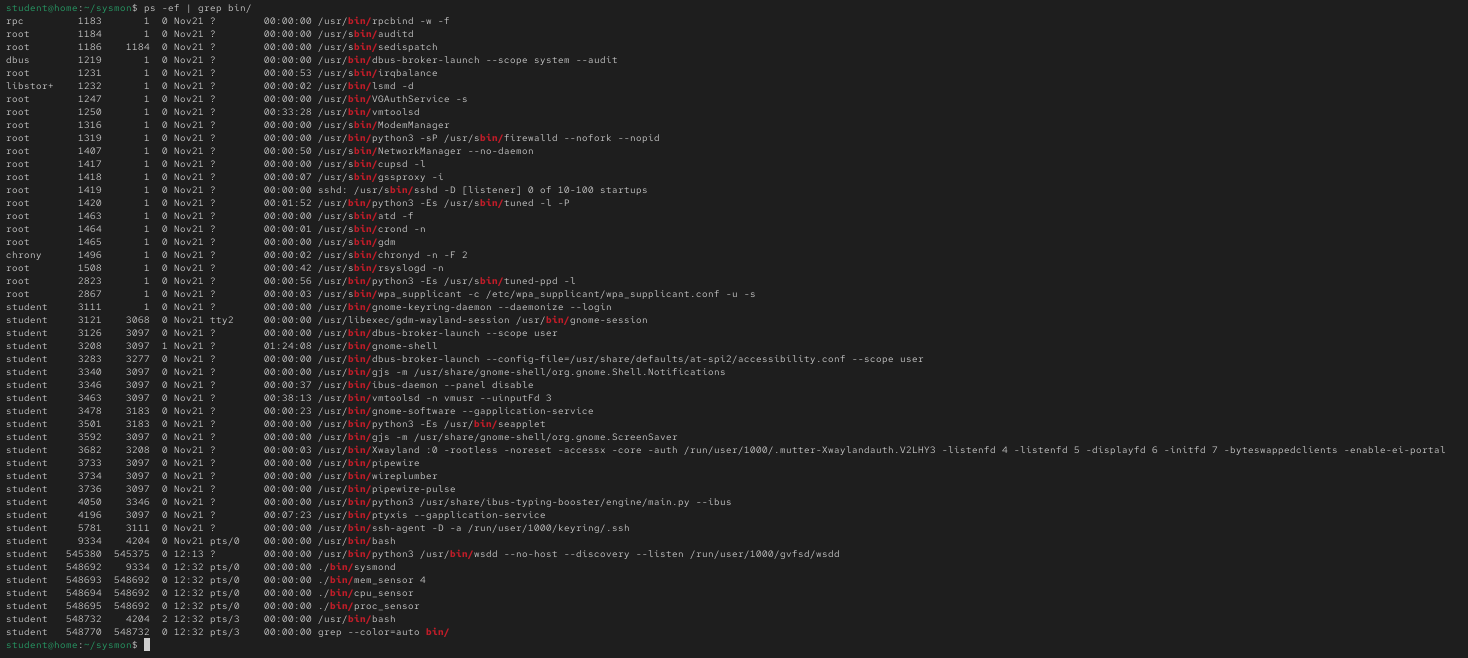 student@home:~/sysmon$ ps -ef | grep bin/
rpc         1183       1  0 Nov21 ?        00:00:00 /usr/bin/rpcbind -w -f
root        1184       1  0 Nov21 ?        00:00:00 /usr/sbin/auditd
root        1186    1184  0 Nov21 ?        00:00:00 /usr/sbin/sedispatch
dbus        1219       1  0 Nov21 ?        00:00:00 /usr/bin/dbus-broker-launch --scope system --audit
root        1231       1  0 Nov21 ?        00:00:53 /usr/sbin/irqbalance
libstor+    1232       1  0 Nov21 ?        00:00:02 /usr/bin/lsmd -d
root        1247       1  0 Nov21 ?        00:00:00 /usr/bin/VGAuthService -s
root        1250       1  0 Nov21 ?        00:33:28 /usr/bin/vmtoolsd
root        1316       1  0 Nov21 ?        00:00:00 /usr/sbin/ModemManager
root        1319       1  0 Nov21 ?        00:00:00 /usr/bin/python3 -sP /usr/sbin/firewalld --nofork --nopid
root        1407       1  0 Nov21 ?        00:00:50 /usr/sbin/NetworkManager --no-daemon
root        1417       1  0 Nov21 ?        00:00:00 /usr/sbin/cupsd -l
root        1418       1  0 Nov21 ?        00:00:07 /usr/sbin/gssproxy -i
root        1419       1  0 Nov21 ?        00:00:00 sshd: /usr/sbin/sshd -D [listener] 0 of 10-100 startups
root        1420       1  0 Nov21 ?        00:01:52 /usr/bin/python3 -Es /usr/sbin/tuned -l -P
root        1463       1  0 Nov21 ?        00:00:00 /usr/sbin/atd -f
root        1464       1  0 Nov21 ?        00:00:01 /usr/sbin/crond -n
root        1465       1  0 Nov21 ?        00:00:00 /usr/sbin/gdm
chrony      1496       1  0 Nov21 ?        00:00:02 /usr/sbin/chronyd -n -F 2
root        1508       1  0 Nov21 ?        00:00:42 /usr/sbin/rsyslogd -n
root        2823       1  0 Nov21 ?        00:00:56 /usr/bin/python3 -Es /usr/sbin/tuned-ppd -l
root        2867       1  0 Nov21 ?        00:00:03 /usr/sbin/wpa_supplicant -c /etc/wpa_supplicant/wpa_supplicant.conf -u -s
student     3111       1  0 Nov21 ?        00:00:00 /usr/bin/gnome-keyring-daemon --daemonize --login
student     3121    3068  0 Nov21 tty2     00:00:00 /usr/libexec/gdm-wayland-session /usr/bin/gnome-session
student     3126    3097  0 Nov21 ?        00:00:00 /usr/bin/dbus-broker-launch --scope user
student     3208    3097  1 Nov21 ?        01:24:08 /usr/bin/gnome-shell
student     3283    3277  0 Nov21 ?        00:00:00 /usr/bin/dbus-broker-launch --config-file=/usr/share/defaults/at-spi2/accessibility.conf --scope user
student     3340    3097  0 Nov21 ?        00:00:00 /usr/bin/gjs -m /usr/share/gnome-shell/org.gnome.Shell.Notifications
student     3346    3097  0 Nov21 ?        00:00:37 /usr/bin/ibus-daemon --panel disable
student     3463    3097  0 Nov21 ?        00:38:13 /usr/bin/vmtoolsd -n vmusr --uinputFd 3
student     3478    3183  0 Nov21 ?        00:00:23 /usr/bin/gnome-software --gapplication-service
student     3501    3183  0 Nov21 ?        00:00:00 /usr/bin/python3 -Es /usr/bin/seapplet
student     3592    3097  0 Nov21 ?        00:00:00 /usr/bin/gjs -m /usr/share/gnome-shell/org.gnome.ScreenSaver
student     3682    3208  0 Nov21 ?        00:00:03 /usr/bin/Xwayland :0 -rootless -noreset -accessx -core -auth /run/user/1000/.mutter-Xwaylandauth.V2LHY3 -listenfd 4 -listenfd 5 -displayfd 6 -initfd 7 -byteswappedclients -enable-ei-portal
student     3733    3097  0 Nov21 ?        00:00:00 /usr/bin/pipewire
student     3734    3097  0 Nov21 ?        00:00:00 /usr/bin/wireplumber
student     3736    3097  0 Nov21 ?        00:00:00 /usr/bin/pipewire-pulse
student     4050    3346  0 Nov21 ?        00:00:00 /usr/bin/python3 /usr/share/ibus-typing-booster/engine/main.py --ibus
student     4196    3097  0 Nov21 ?        00:07:23 /usr/bin/ptyxis --gapplication-service
student     5781    3111  0 Nov21 ?        00:00:00 /usr/bin/ssh-agent -D -a /run/user/1000/keyring/.ssh
student     9334    4204  0 Nov21 pts/0    00:00:00 /usr/bin/bash
student   545380  545375  0 12:13 ?        00:00:00 /usr/bin/python3 /usr/bin/wsdd --no-host --discovery --listen /run/user/1000/gvfsd/wsdd
student   548692    9334  0 12:32 pts/0    00:00:00 ./bin/sysmond
student   548693  548692  0 12:32 pts/0    00:00:00 ./bin/mem_sensor 4
student   548694  548692  0 12:32 pts/0    00:00:00 ./bin/cpu_sensor
student   548695  548692  0 12:32 pts/0    00:00:00 ./bin/proc_sensor
student   548732    4204  2 12:32 pts/3    00:00:00 /usr/bin/bash
student   548770  548732  0 12:32 pts/3    00:00:00 grep --color=auto bin/
student@home:~/sysmon$